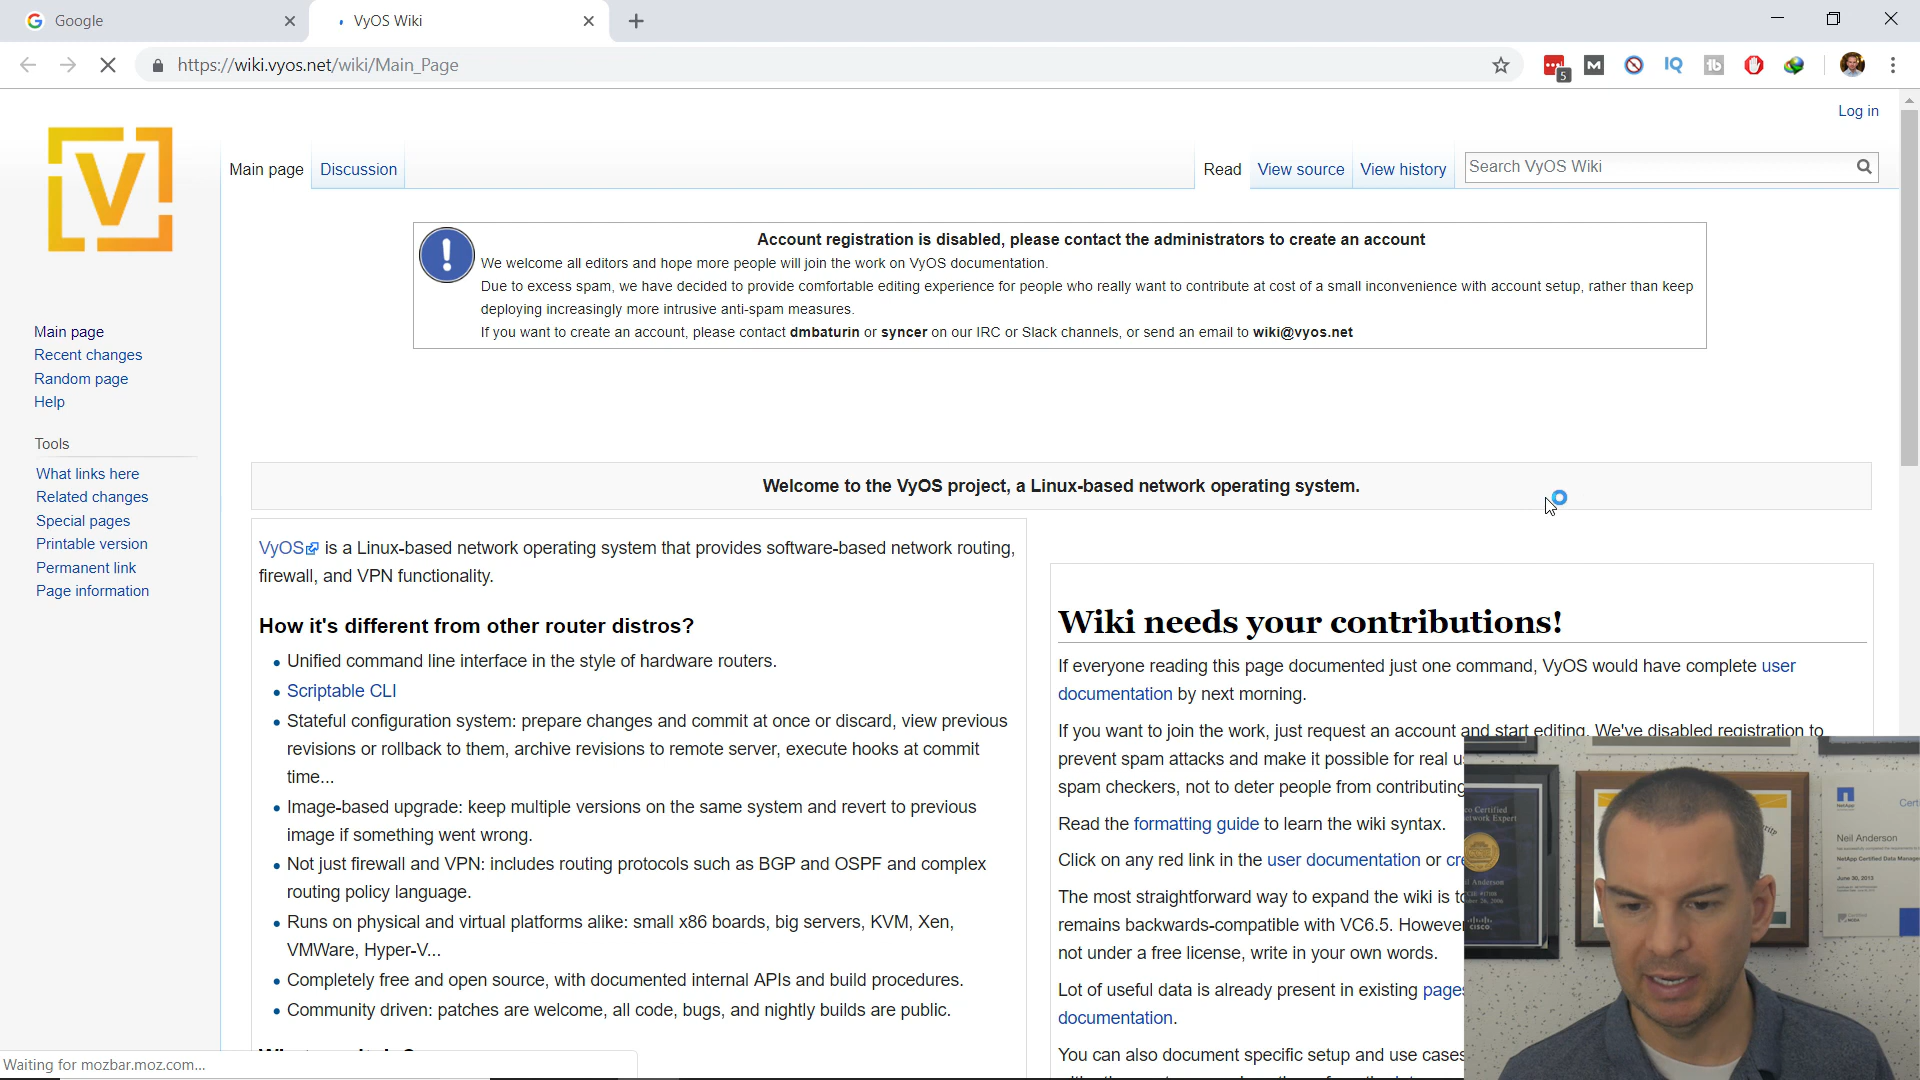 Google
VyOS Wiki
https://wiki.vyos.net/wiki/Main_Page
5
M
IQ
tb
Log in
V
Main page
Discussion
Read
View source
View history
Search VyOS Wiki
!
Account registration is disabled, please contact the administrators to create an account
We welcome all editors and hope more people will join the work on VyOS documentation.
Due to excess spam, we have decided to provide comfortable editing experience for people who really want to contribute at cost of a small inconvenience with account setup, rather than keep
deploying increasingly more intrusive anti-spam measures.
If you want to create an account, please contact dmbaturin or syncer on our IRC or Slack channels, or send an email to wiki@vyos.net
Main page
Recent changes
Random page
Help
Tools
What links here
Related changes
Special pages
Printable version
Permanent link
Page information
Welcome to the VyOS project, a Linux-based network operating system.
VyOS is a Linux-based network operating system that provides software-based network routing,
firewall, and VPN functionality.
How it's different from other router distros?
Unified command line interface in the style of hardware routers.
Scriptable CLI
Stateful configuration system: prepare changes and commit at once or discard, view previous
revisions or rollback to them, archive revisions to remote server, execute hooks at commit
time...
Image-based upgrade: keep multiple versions on the same system and revert to previous
image if something went wrong.
Not just firewall and VPN: includes routing protocols such as BGP and OSPF and complex
routing policy language.
Runs on physical and virtual platforms alike: small x86 boards, big servers, KVM, Xen,
VMWare, Hyper-V...
Completely free and open source, with documented internal APIs and build procedures.
Community driven: patches are welcome, all code, bugs, and nightly builds are public.
Wiki needs your contributions!
If everyone reading this page documented just one command, VyOS would have complete user
documentation by next morning.
If you want to join the work, just request an account and start editing. We've disabled registration to
prevent spam attacks and make it possible for real
spam checkers, not to deter people from contributing
Read the formatting guide to learn the wiki syntax.
Click on any red link in the user documentation or
The most straightforward way to expand the wiki is
remains backwards-compatible with VC6.5. However
not under a free license, write in your own words.
Lot of useful data is already present in existing pages
documentation.
You can also document specific setup and use cases
Waiting for mozbar.moz.com...
Neil Anderson
NetApp Certified Data
June 30, 2013